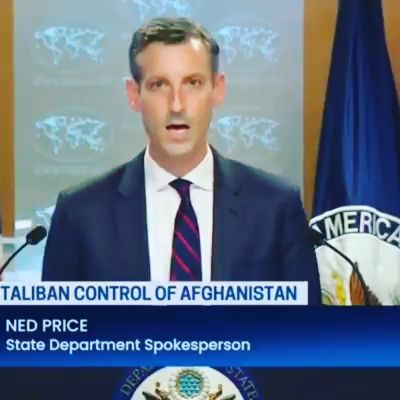 AMERICA
TALIBAN CONTROL OF AFGHANISTAN
NED PRICE
State Department Spokesperson